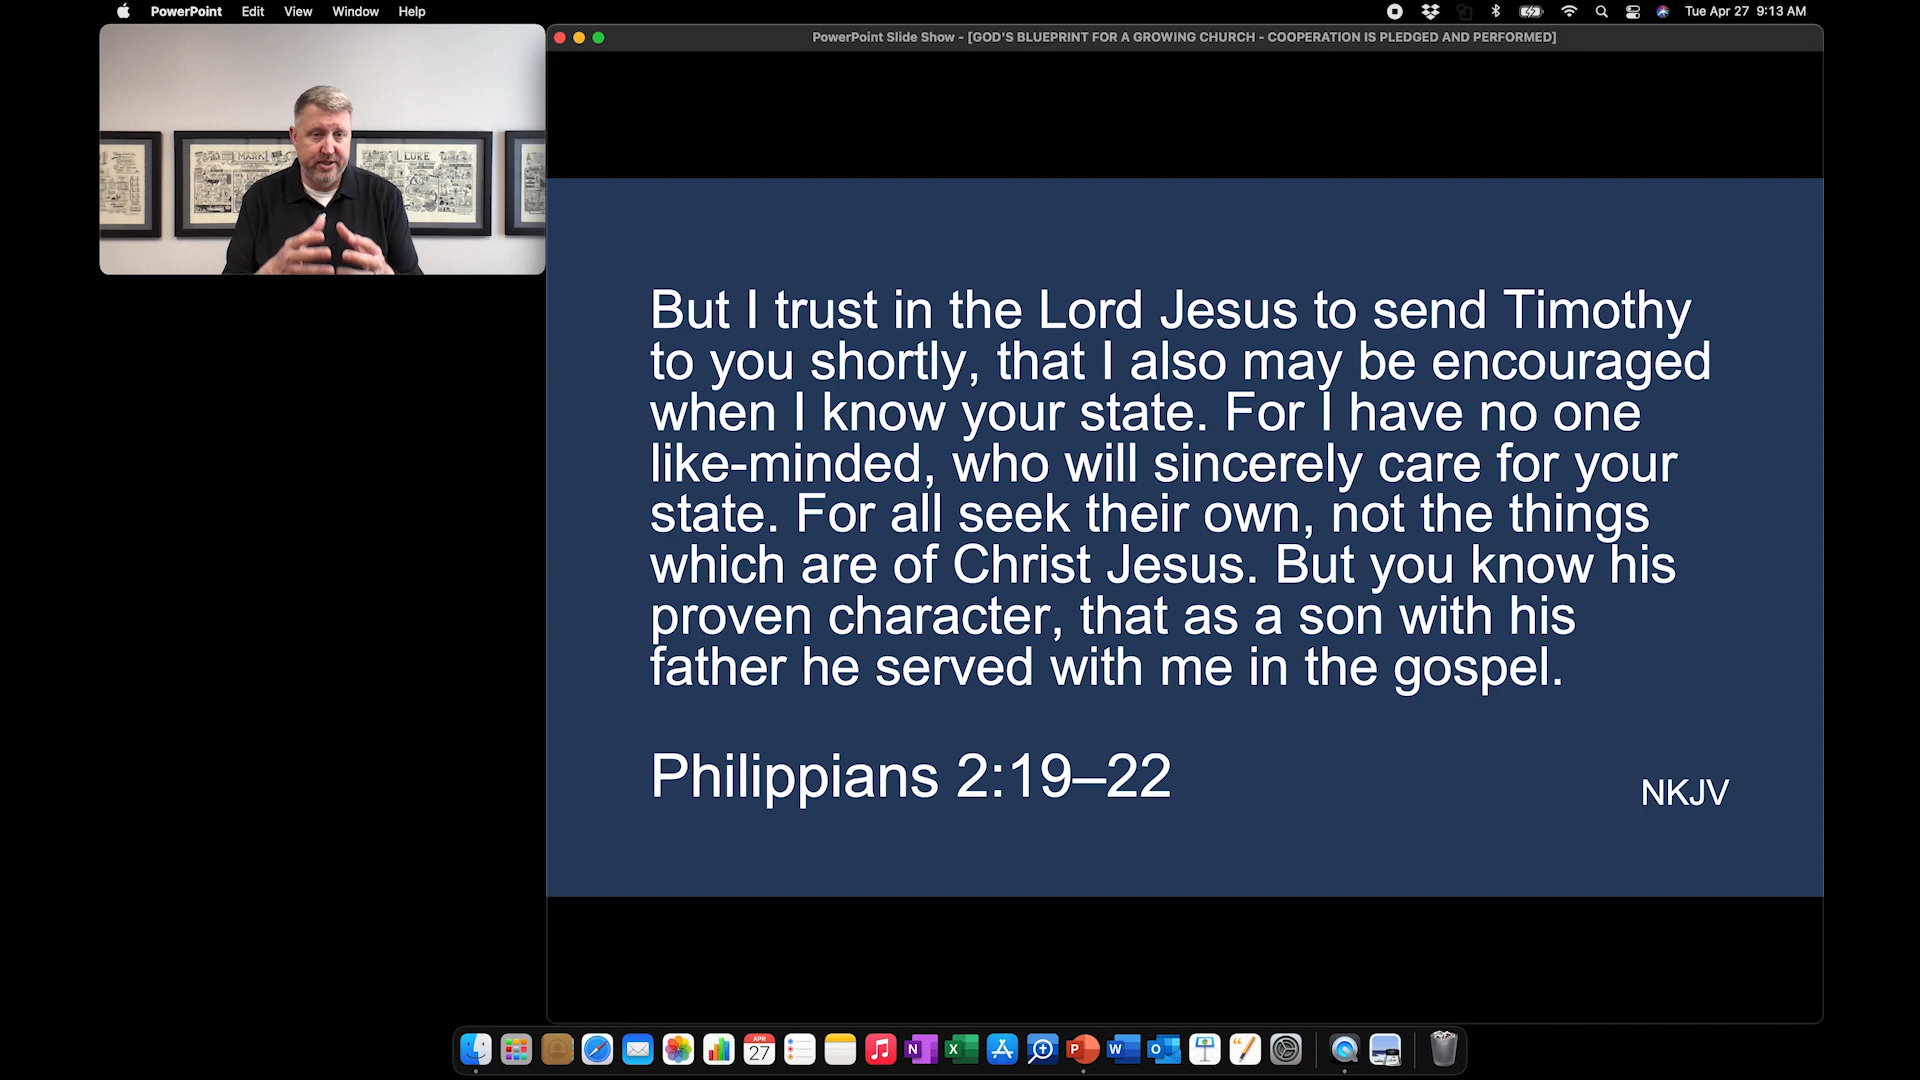 PowerPoint Edit View Window Help
Tue Apr 27 9:13 AM
PowerPoint Slide Show - [GOD'S BLUEPRINT FOR A GROWING CHURCH - COOPERATION IS PLEDGED AND PERFORMED]
MARK
LUKE
But I trust in the Lord Jesus to send Timothy
to you shortly, that I also may be encouraged
when I know your state. For I have no one
like-minded, who will sincerely care for your
state. For all seek their own, not the things
which are of Christ Jesus. But you know his
proven character, that as a son with his
father he served with me in the gospel.
Philippians 2:19–22
NKJV
APR
27
N
X
P
W
O